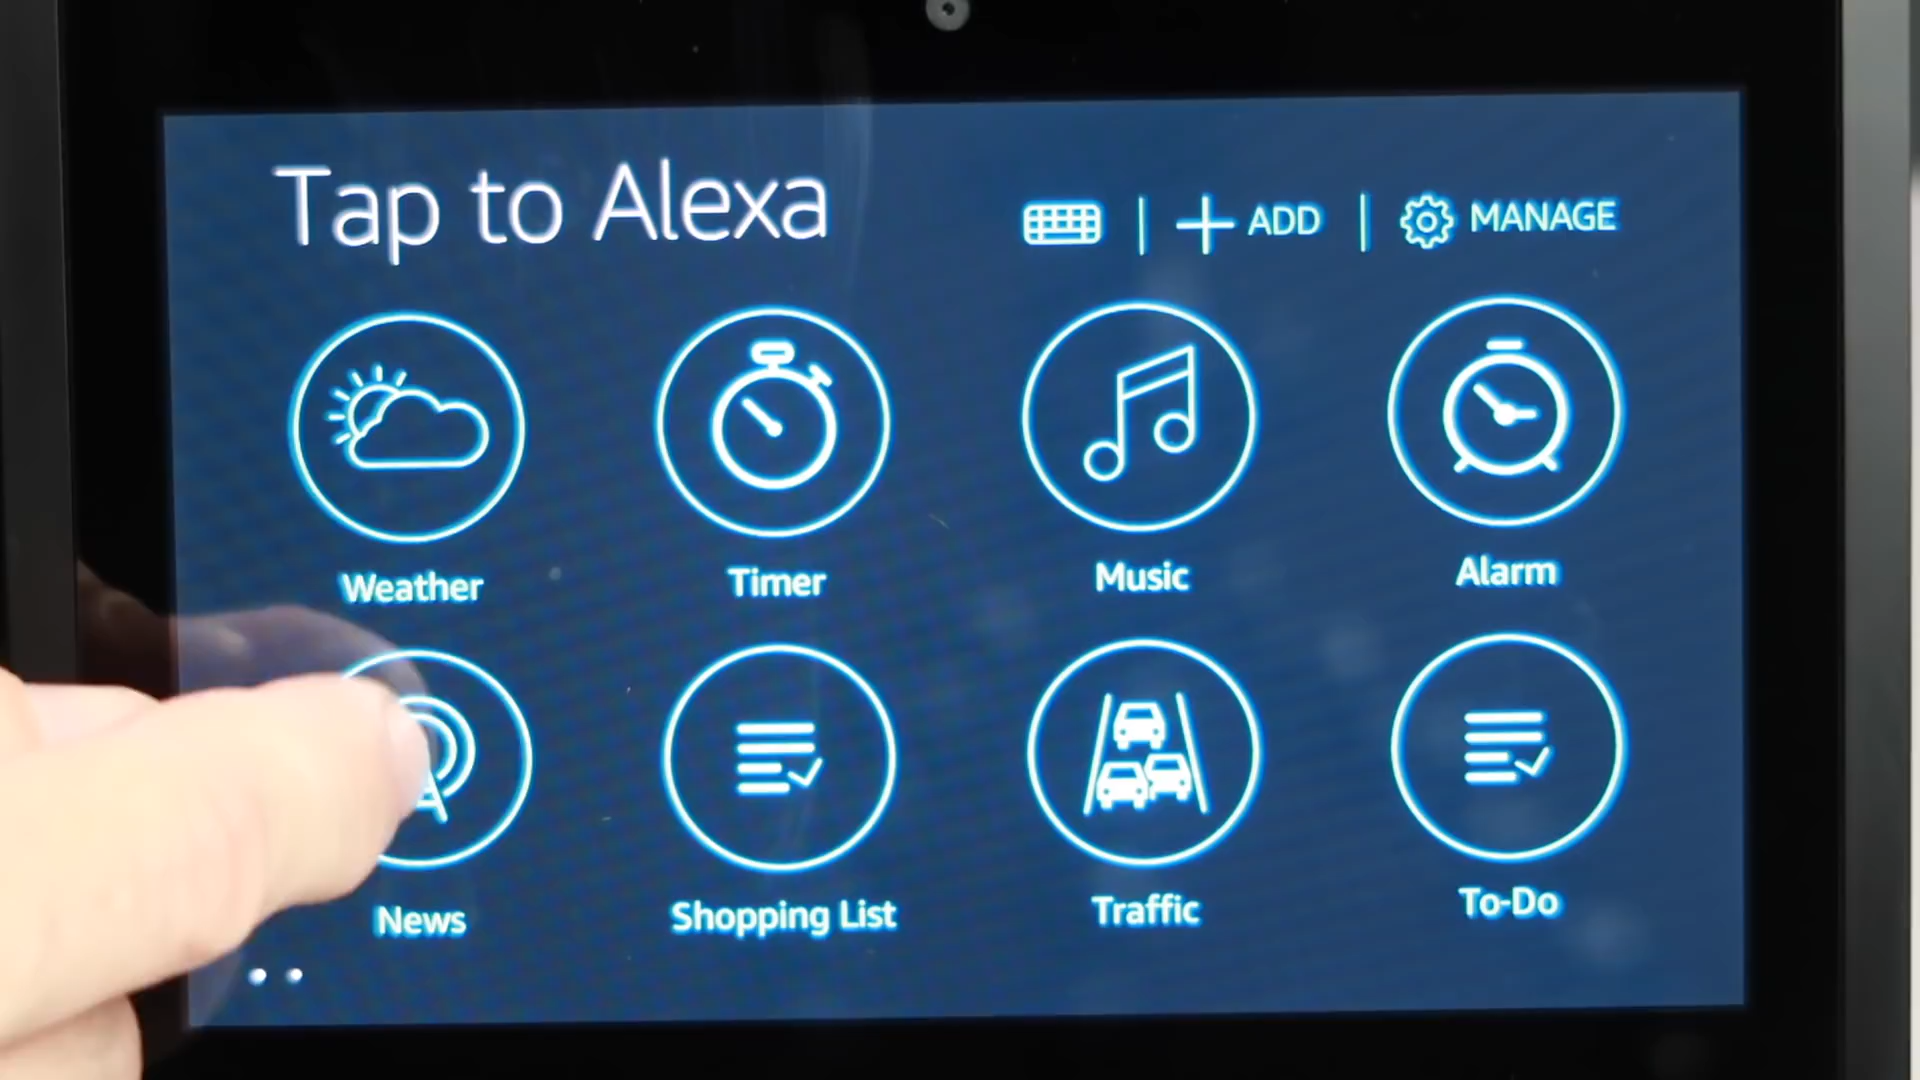 Tap to Alexa
ADD
MANAGE
Weather
Timer
Music
Alarm
News
Shopping List
Traffic
To-Do